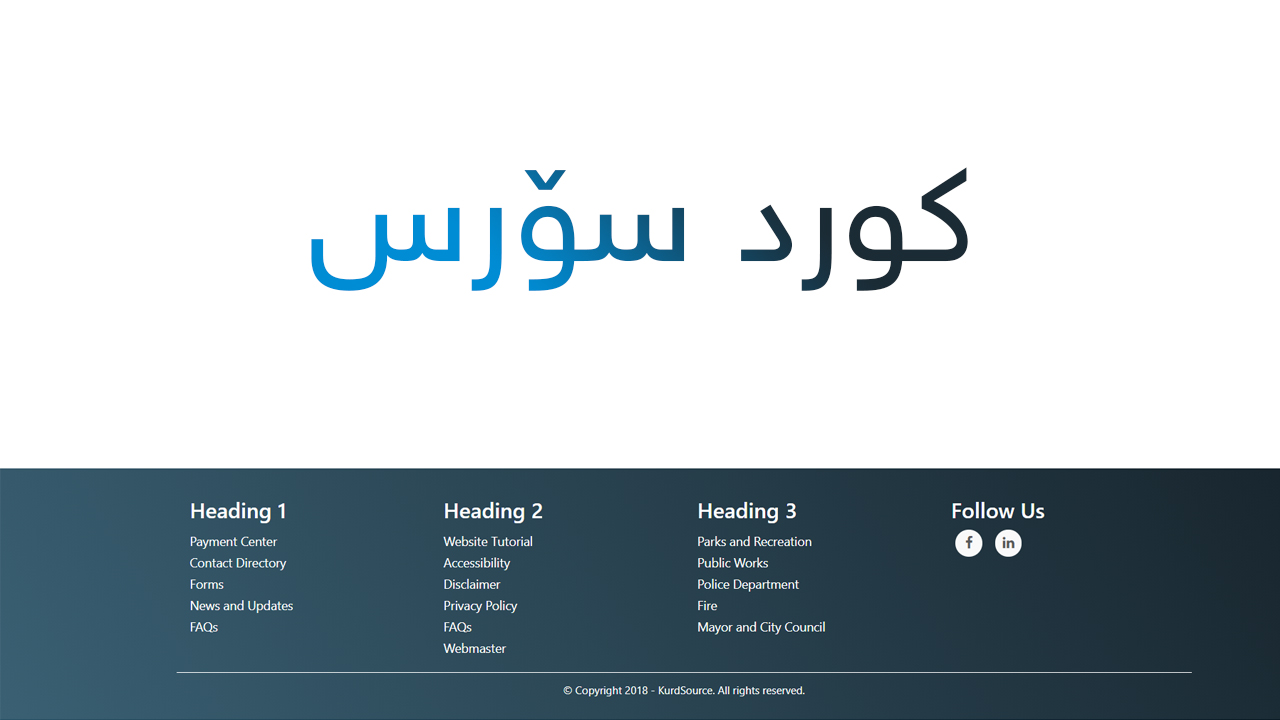 کورد سۆرس
Heading 1
Payment Center
Contact Directory
Forms
News and Updates
FAQs
Heading 2
Website Tutorial
Accessibility
Disclaimer
Privacy Policy
FAQs
Webmaster
Heading 3
Parks and Recreation
Public Works
Police Department
Fire
Mayor and City Council
Follow Us
f in
© Copyright 2018 - KurdSource. All rights reserved.